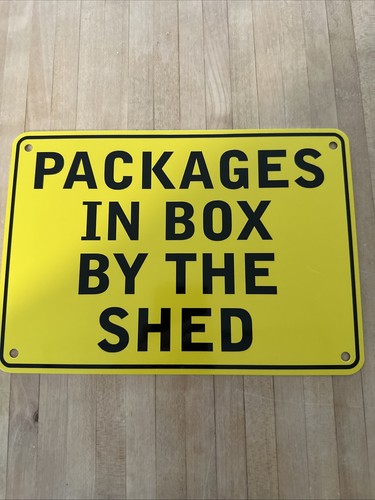 PACKAGES
IN BOX
BY THE
SHED